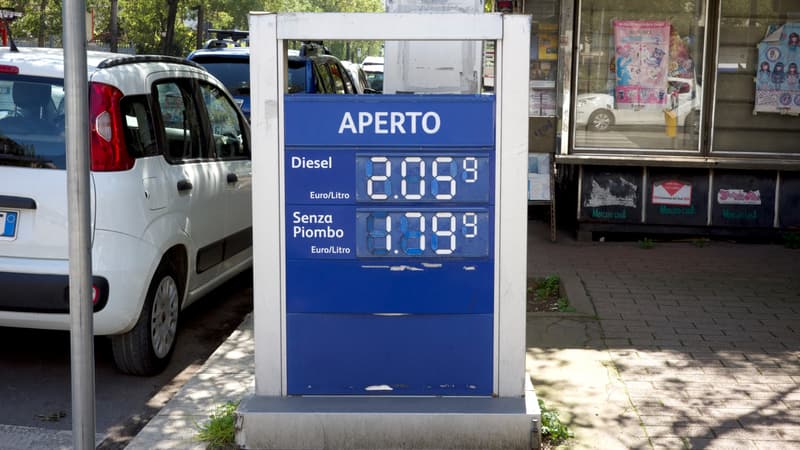 APERTO
Diesel
2.05⁹
Euro/Litro
Senza
Piombo
1.79⁹
Euro/Litro